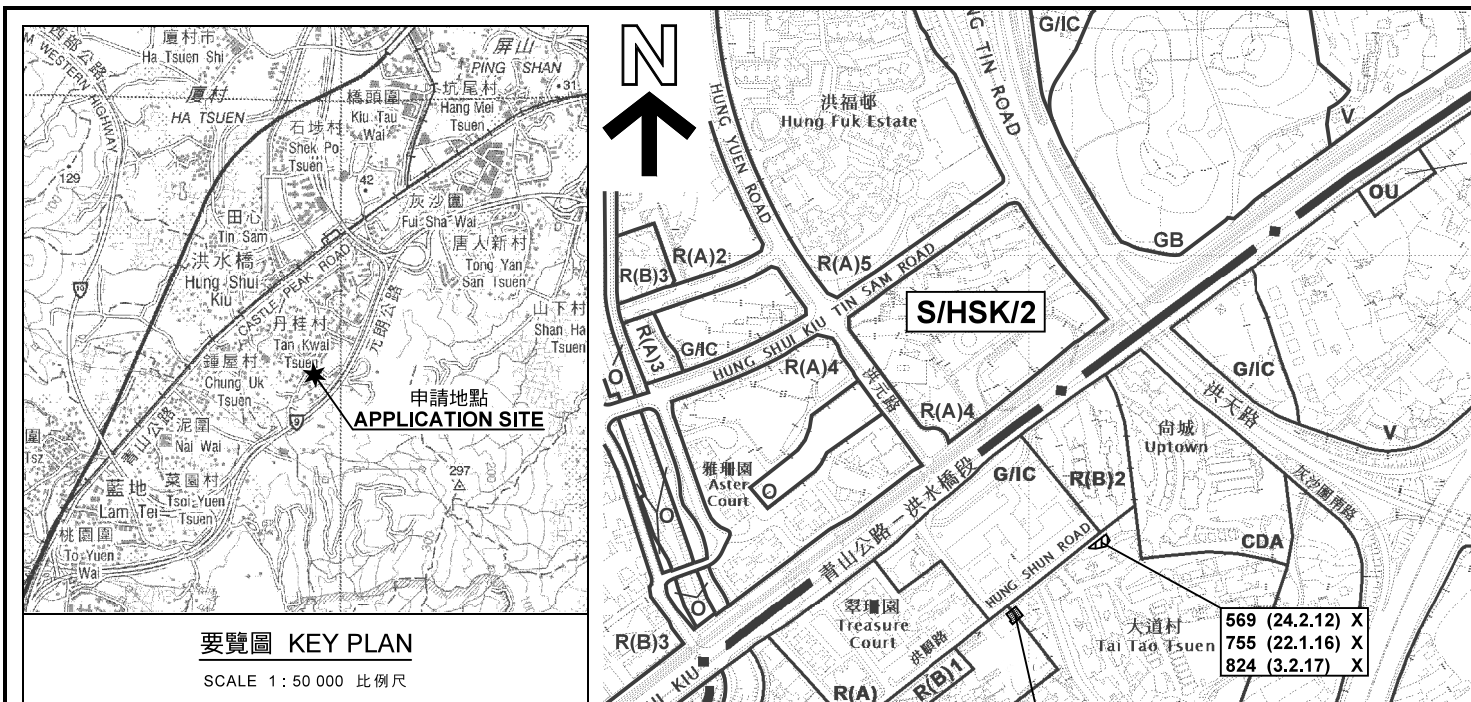 西部公路
WESTERN HIGHWAY
廈村市
Ha Tsuen Shi
廈村
HA TSUEN
屏山
PING SHAN
橋頭圍
Kiu Tau
Wai
坑尾村
Hang Mei
Tsuen
31
石埗村
Shek Po
Tsuen
129
42
灰沙圍
Fui Sha Wai
田心
Tin Sam
洪水橋
Hung Shui
Kiu
唐人新村
Tong Yan
San Tsuen
CASTLE PEAK ROAD
元朗公路
山下村
Shan Ha
Tsuen
丹桂村
Tan Kwai
Tsuen
鍾屋村
Chung Uk
Tsuen
申請地點
APPLICATION SITE
9
泥圍
Nai Wai
青山公路
圍
Tsz
297
藍地
Lam Tei
菜園村
Tsoi Yuen
Tsuen
桃園圍
To Yuen
Wai
要覽圖 KEY PLAN
SCALE 1 : 50 000 比例尺
N
HUNG YUEN ROAD
洪福邨
Hung Fuk Estate
NG TIN ROAD
G/IC
V
OU
GB
R(B)3
R(A)2
R(A)5
R(A)3
G/IC
HUNG SHUI KIU TIN SAM ROAD
S/HSK/2
R(A)4
洪元路
R(A)4
G/IC
洪天路
V
尙城
Uptown
O
雅珊園
Aster
Court
O
O
G/IC
R(B)2
灰沙圍南路
CDA
青山公路－洪水橋段
HUNG SHUN ROAD
O
翠珊園
Treasure
Court
洪順路
大道村
Tai Tao Tsuen
569 (24.2.12) X
755 (22.1.16) X
824 (3.2.17) X
R(B)3
UI KIU
R(A)
R(B)1